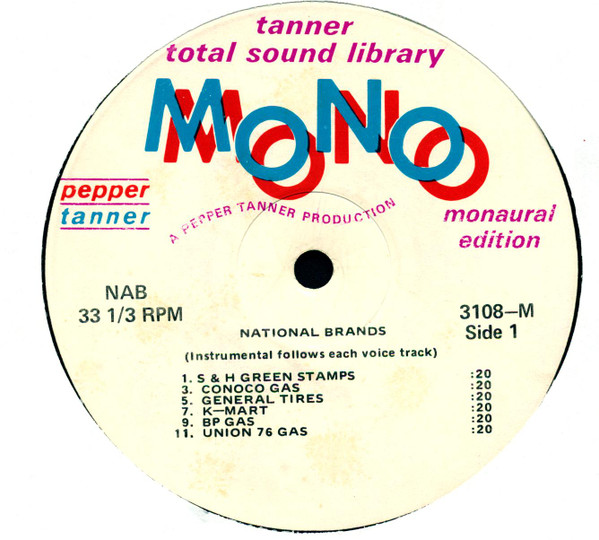 tanner
total sound library
MONO
pepper
tanner
A PEPPER TANNER PRODUCTION
monaural
edition
NAB
33 1/3 RPM
3108–M
Side 1
NATIONAL BRANDS
(Instrumental follows each voice track)
1. S & H GREEN STAMPS :20
3. CONOCO GAS :20
5. GENERAL TIRES :20
7. K–MART :20
9. BP GAS :20
11. UNION 76 GAS :20